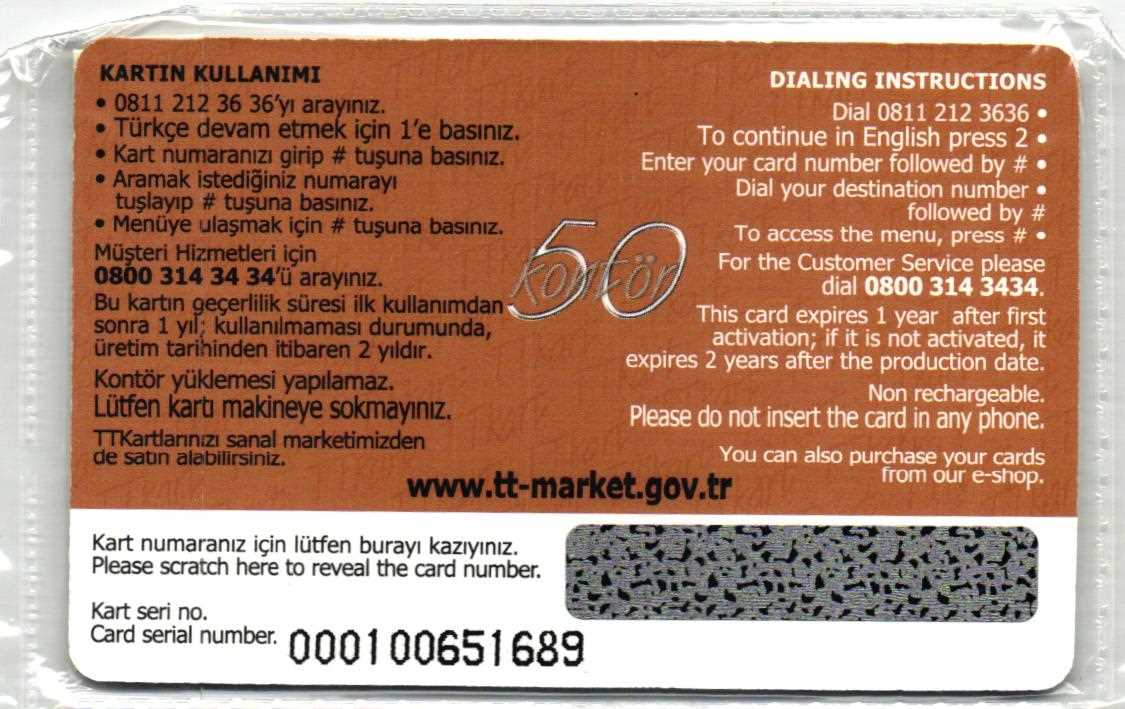 KARTIN KULLANIMI
• 0811 212 36 36'yı arayınız.
• Türkçe devam etmek için 1'e basınız.
• Kart numaranızı girip # tuşuna basınız.
• Aramak istediğiniz numarayı
tuşlayıp # tuşuna basınız.
• Menüye ulaşmak için # tuşuna basınız.
Müşteri Hizmetleri için
0800 314 34 34'ü arayınız.
Bu kartın geçerlilik süresi ilk kullanımdan
sonra 1 yıl; kullanılmaması durumunda,
üretim tarihinden itibaren 2 yıldır.
Kontör yüklemesi yapılamaz.
Lütfen kartı makineye sokmayınız.
TTKartlarınızı sanal marketimizden
de satın alabilirsiniz.
50
kontör
DIALING INSTRUCTIONS
Dial 0811 212 3636 •
To continue in English press 2 •
Enter your card number followed by # •
Dial your destination number •
followed by #
To access the menu, press # •
For the Customer Service please
dial 0800 314 3434.
This card expires 1 year after first
activation; if it is not activated, it
expires 2 years after the production date.
Non rechargeable.
Please do not insert the card in any phone.
You can also purchase your cards
from our e-shop.
www.tt-market.gov.tr
Kart numaranız için lütfen burayı kazıyınız.
Please scratch here to reveal the card number.
Kart seri no.
Card serial number. 000100651689